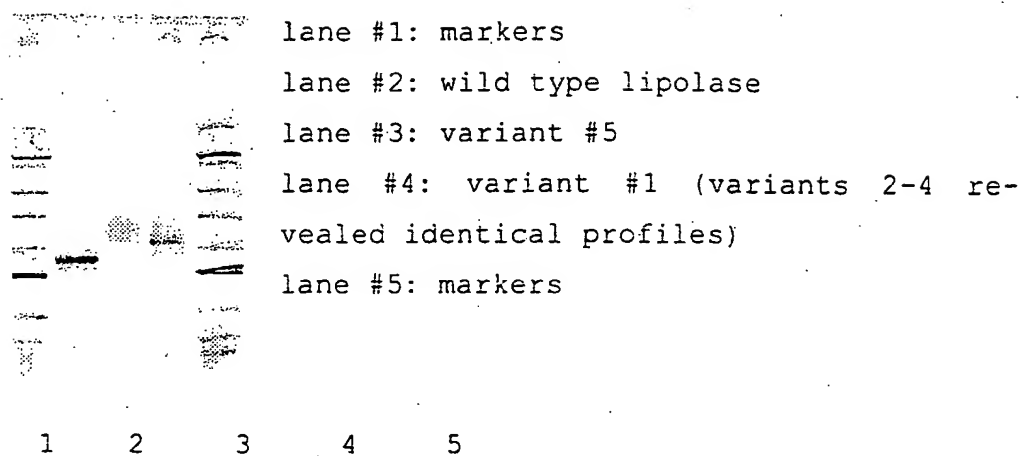 lane #1: markers
lane #2: wild type lipolase
lane #3: variant #5
lane #4: variant #1 (variants 2-4 re-
vealed identical profiles)
lane #5: markers
1 2 3 4 5